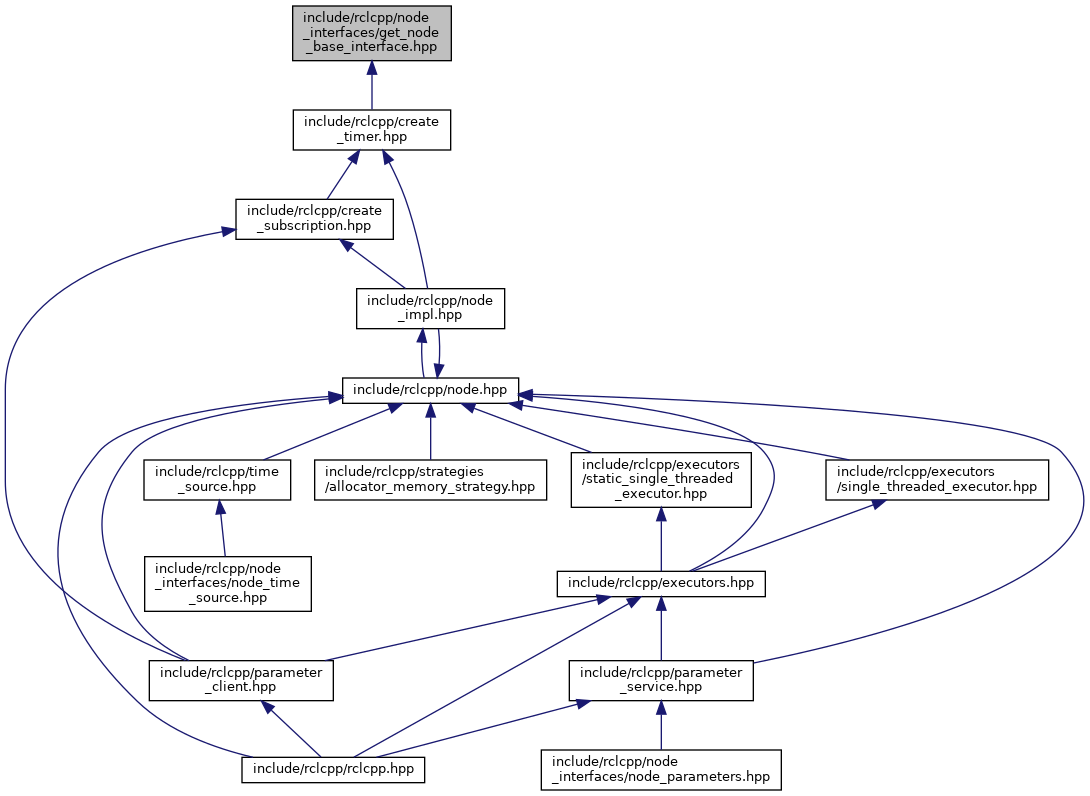 include/rclcpp/node
_interfaces/get_node
_base_interface.hpp
include/rclcpp/create
_timer.hpp
include/rclcpp/create
_subscription.hpp
include/rclcpp/node
_impl.hpp
include/rclcpp/node.hpp
include/rclcpp/time
_source.hpp
include/rclcpp/strategies
/allocator_memory_strategy.hpp
include/rclcpp/executors
/static_single_threaded
_executor.hpp
include/rclcpp/executors
/single_threaded_executor.hpp
include/rclcpp/node
_interfaces/node_time
_source.hpp
include/rclcpp/executors.hpp
include/rclcpp/parameter
_client.hpp
include/rclcpp/parameter
_service.hpp
include/rclcpp/rclcpp.hpp
include/rclcpp/node
_interfaces/node_parameters.hpp